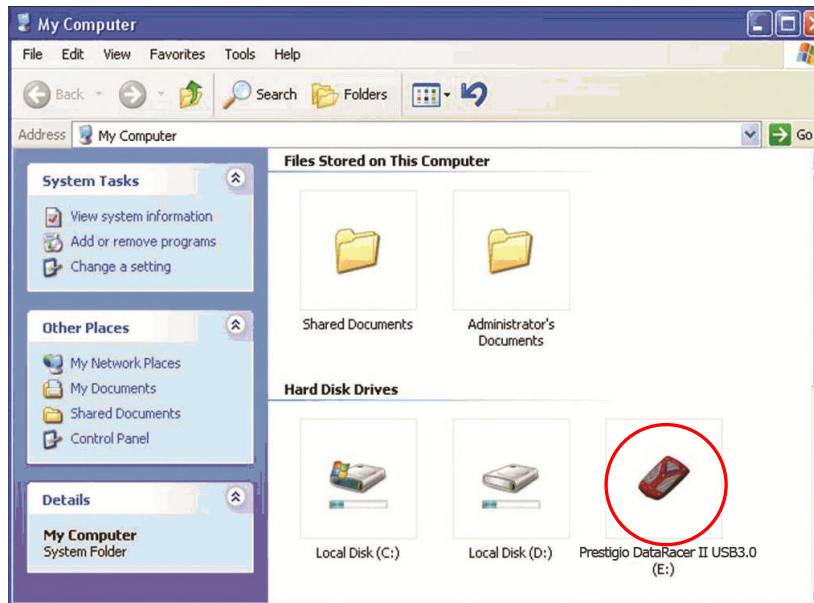 My Computer
File Edit View Favorites Tools Help
Back Search Folders
Address My Computer Go
System Tasks
View system information
Add or remove programs
Change a setting
Other Places
My Network Places
My Documents
Shared Documents
Control Panel
Details
My Computer
System Folder
Files Stored on This Computer
Shared Documents
Administrator's
Documents
Hard Disk Drives
Local Disk (C:)
Local Disk (D:)
Prestigio DataRacer II USB3.0
(E:)